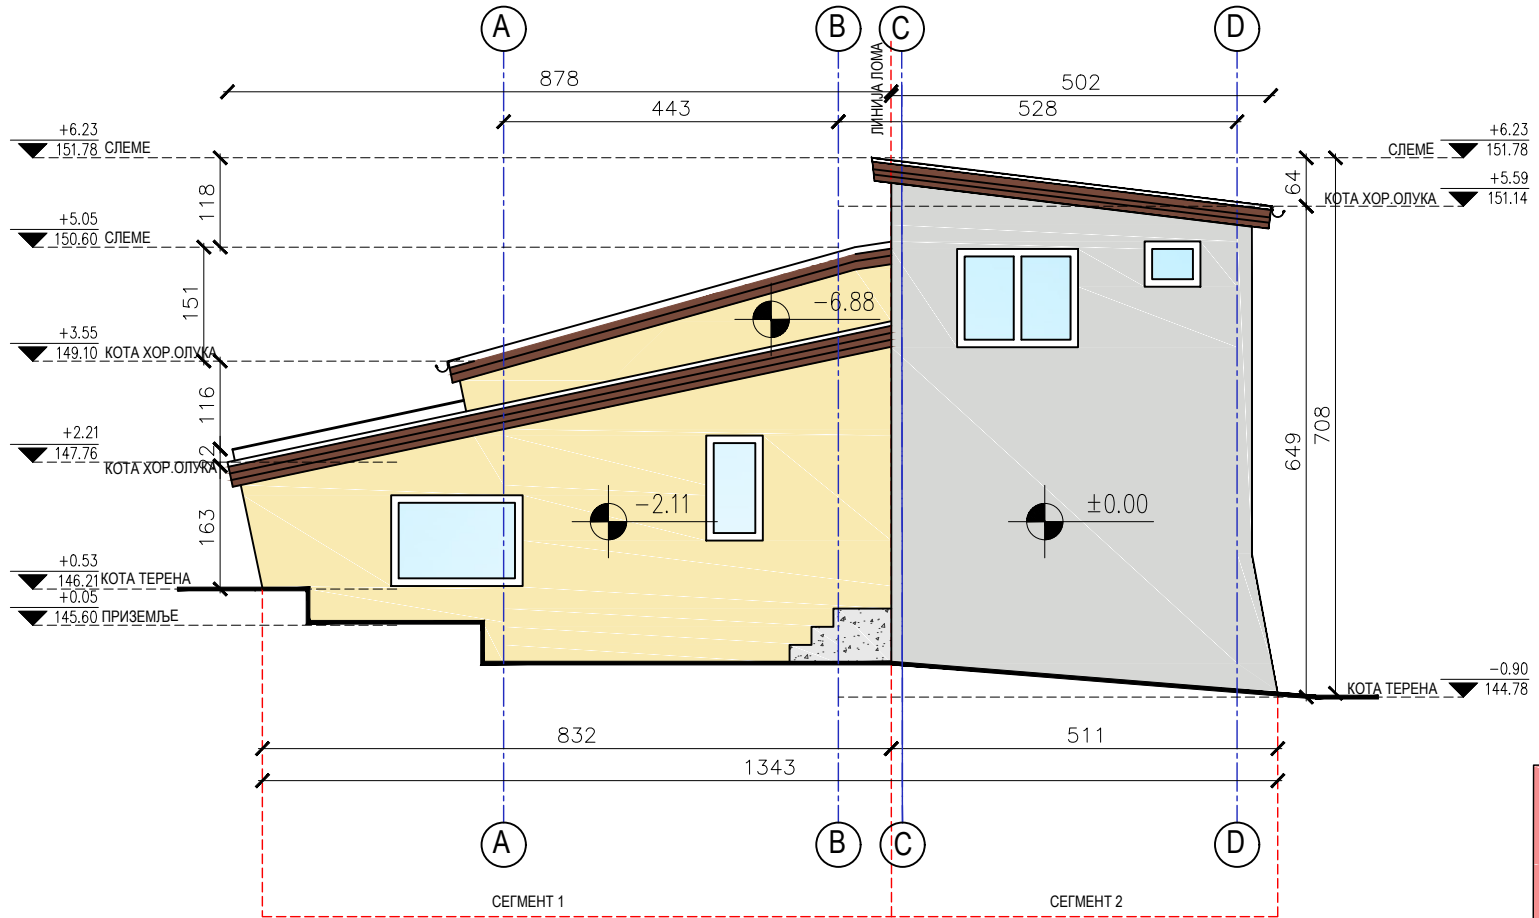 A B C D
ЛИНИЈА ЛОМА
878
502
443
528
+6.23
151.78 СЛЕМЕ
СЛЕМЕ +6.23
151.78
118
64
+5.59
КОТА ХОР.ОЛУКА 151.14
+5.05
150.60 СЛЕМЕ
151
-6.88
+3.55
149.10 КОТА ХОР.ОЛУКА
116
708
649
+2.21
147.76
КОТА ХОР.ОЛУКА
163
-2.11
±0.00
+0.53
146.21 КОТА ТЕРЕНА
+0.05
145.60 ПРИЗЕМЉЕ
-0.90
КОТА ТЕРЕНА 144.78
832
511
1343
A B C D
СЕГМЕНТ 1
СЕГМЕНТ 2